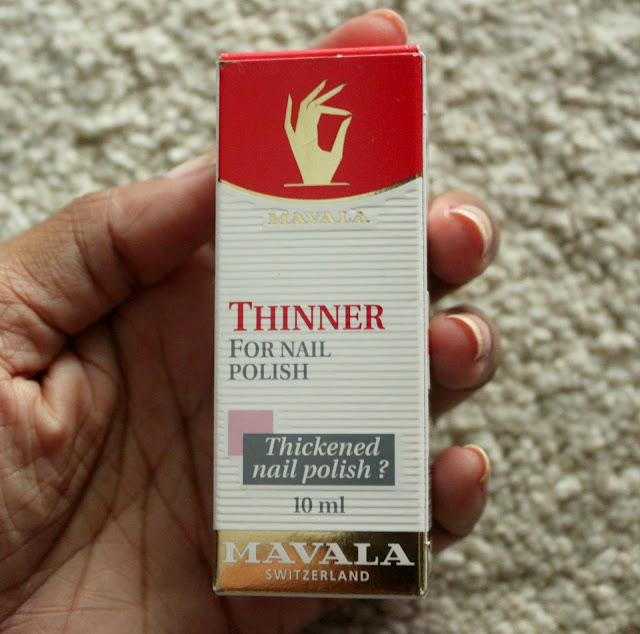 MAVALA
THINNER
FOR NAIL
POLISH
Thickened
nail polish ?
10 ml
MAVALA
SWITZERLAND